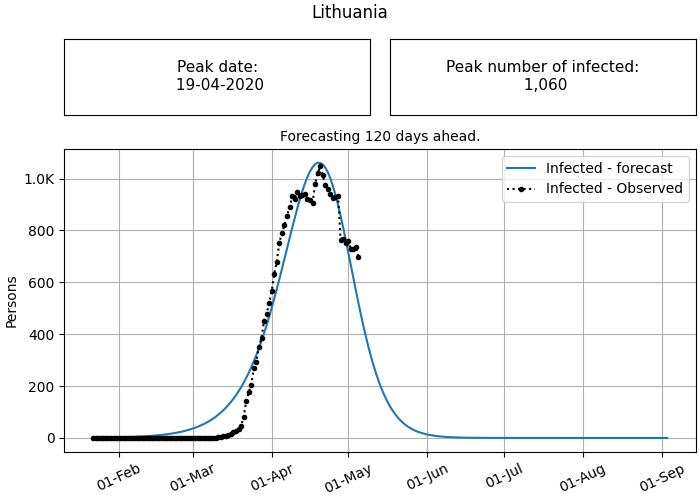 Lithuania
Peak date:
19-04-2020
Peak number of infected:
1,060
Forecasting 120 days ahead.
Infected - forecast
Infected - Observed
1.0K
800
600
400
200
0
Persons
01-Feb
01-Mar
01-Apr
01-May
01-Jun
01-Jul
01-Aug
01-Sep